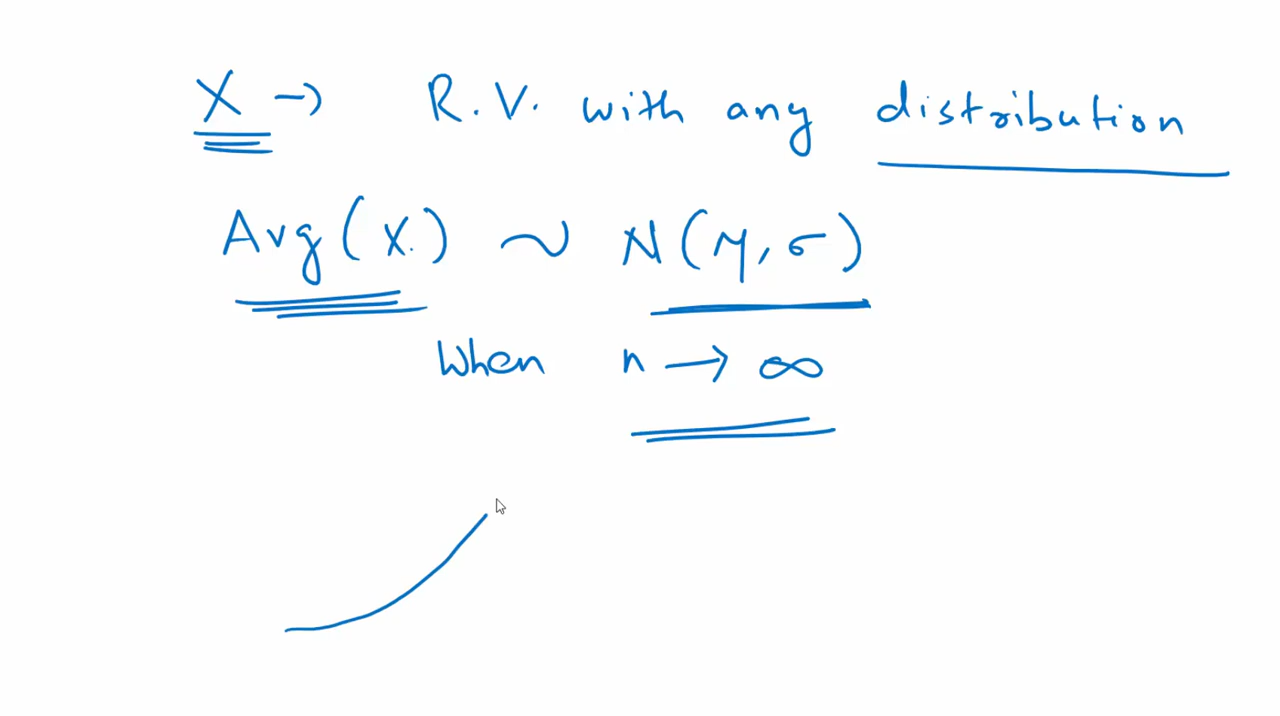 X → R.V. with any distribution
Avg(X) ~ N(μ, σ)
When n → ∞